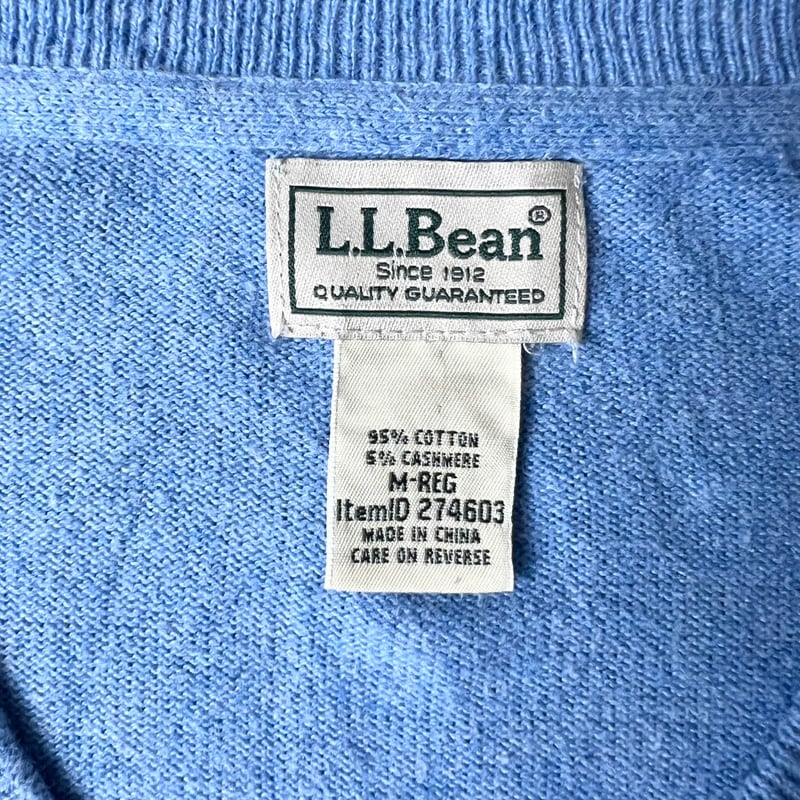 L.L.Bean®
Since 1912
QUALITY GUARANTEED
95% COTTON
5% CASHMERE
M-REG
ItemID 274603
MADE IN CHINA
CARE ON REVERSE